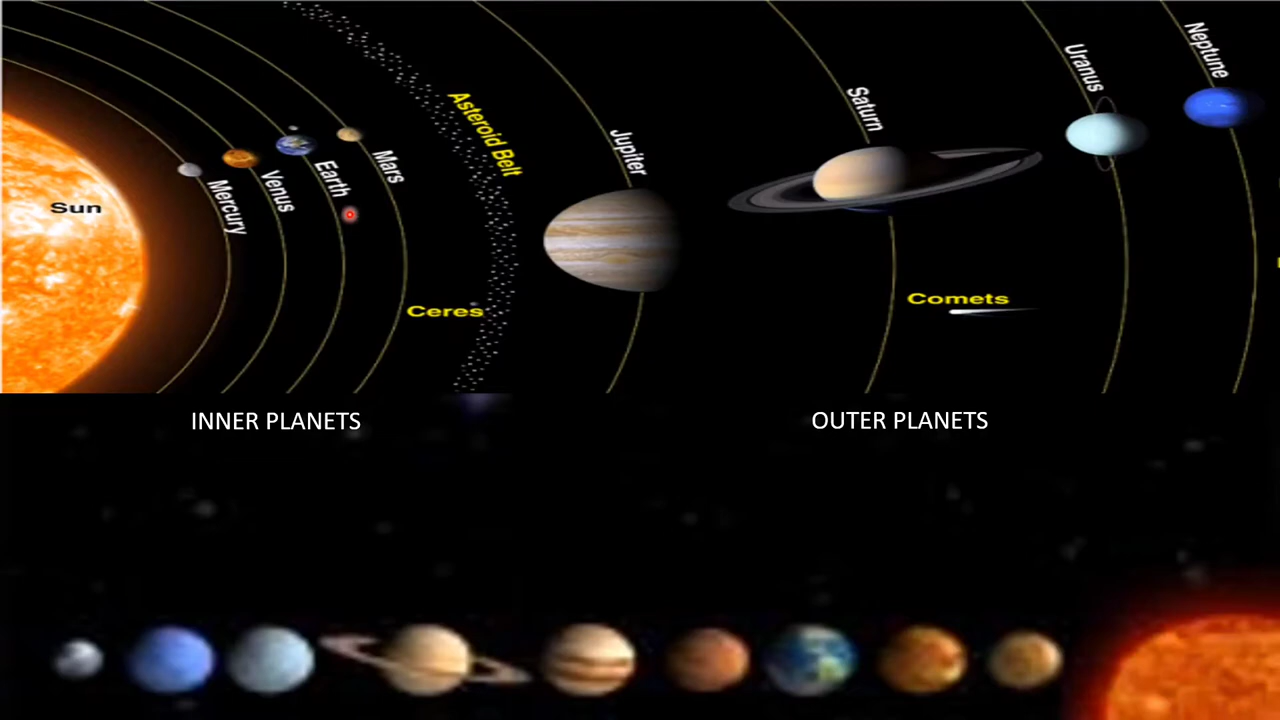 Sun
Mercury
Venus
Earth
Mars
Asteroid Belt
Ceres
Jupiter
Saturn
Comets
Uranus
Neptune
INNER PLANETS
OUTER PLANETS